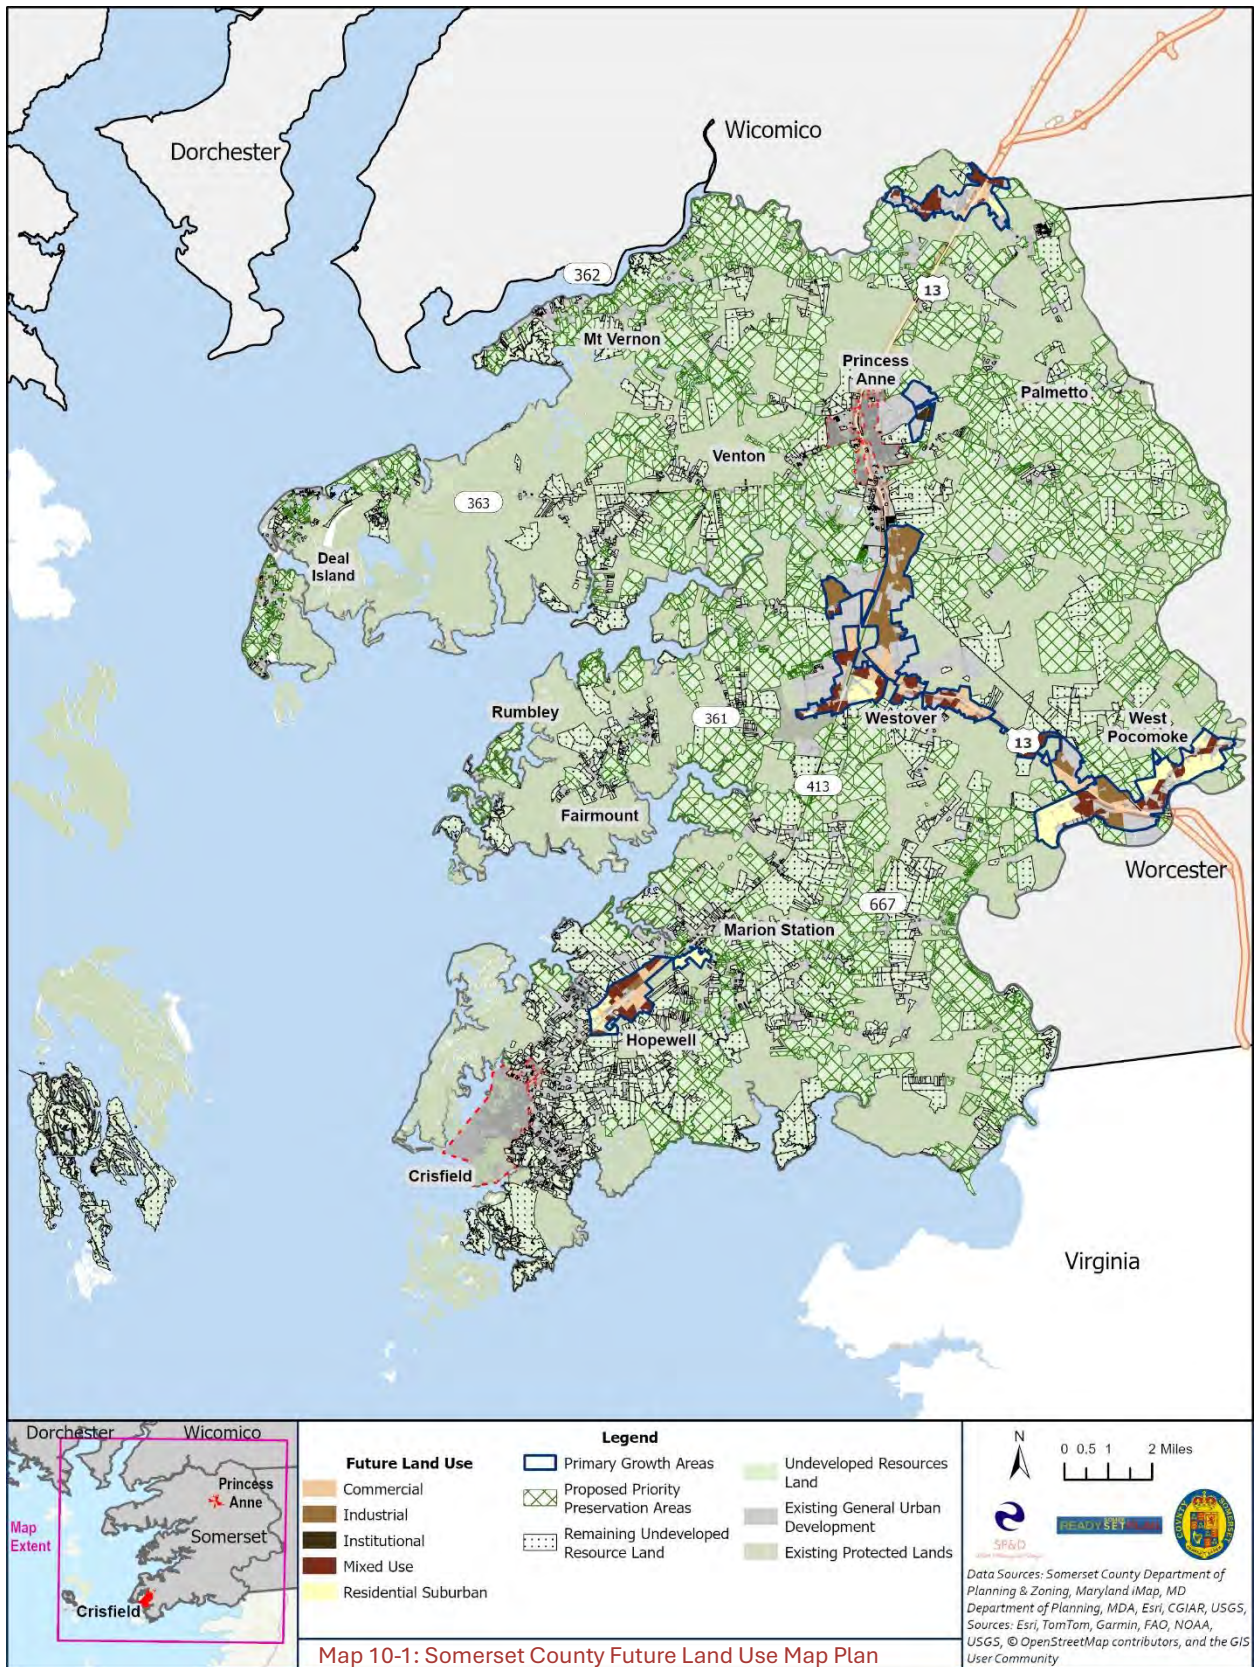 Wicomico
Dorchester
362
13
Mt Vernon
Princess
Anne
Palmetto
Venton
363
Deal
Island
Rumbley
361
Westover
West
Pocomoke
13
413
Fairmount
Worcester
667
Marion Station
Hopewell
Crisfield
Virginia
Dorchester
Wicomico
Princess
Anne
Map
Extent
Somerset
Crisfield
Legend
Future Land Use
Commercial
Industrial
Institutional
Mixed Use
Residential Suburban
Primary Growth Areas
Proposed Priority
Preservation Areas
Remaining Undeveloped
Resource Land
Undeveloped Resources
Land
Existing General Urban
Development
Existing Protected Lands
N
0 0.5 1 2 Miles
SP&D
READY SET
COUNTY SOMERSET
Data Sources: Somerset County Department of
Planning & Zoning, Maryland iMap, MD
Department of Planning, MDA, Esri, CGIAR, USGS,
Sources: Esri, TomTom, Garmin, FAO, NOAA,
USGS, © OpenStreetMap contributors, and the GIS
User Community
Map 10-1: Somerset County Future Land Use Map Plan